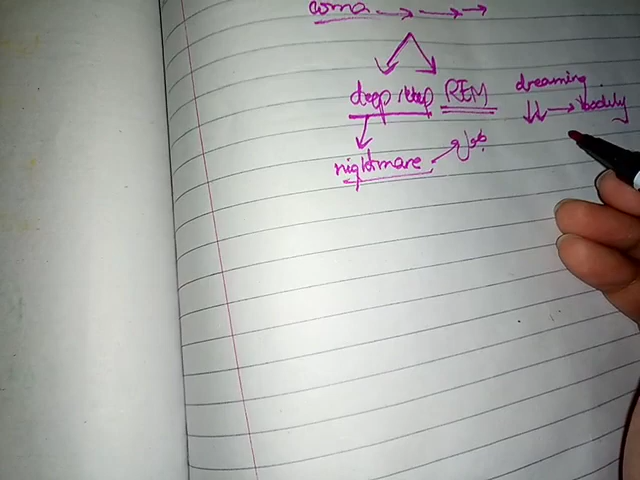 coma → → →
deep sleep REM dreaming
↓↓ → bodily
nightmare →